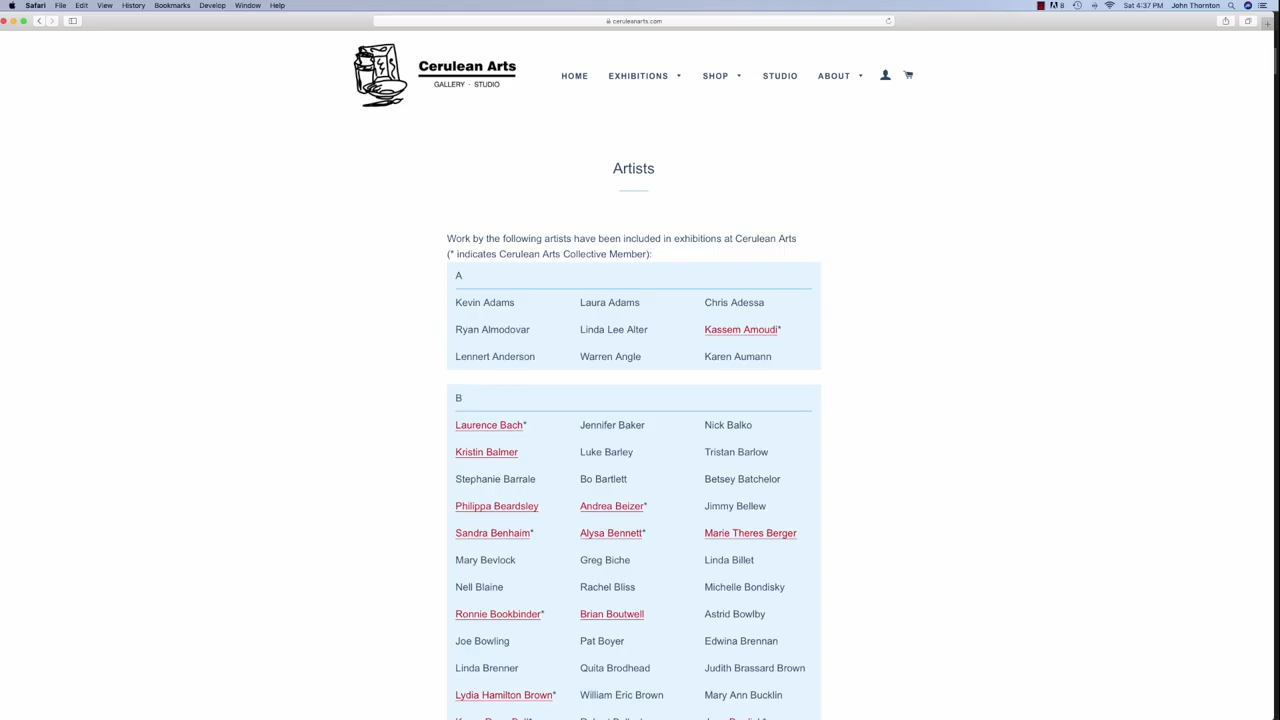 Safari File Edit View History Bookmarks Develop Window Help
8 Sat 4:37 PM John Thornton
ceruleanarts.com
Cerulean Arts
GALLERY · STUDIO
HOME EXHIBITIONS SHOP STUDIO ABOUT
Artists
Work by the following artists have been included in exhibitions at Cerulean Arts
(* indicates Cerulean Arts Collective Member):
A
Kevin Adams Laura Adams Chris Adessa
Ryan Almodovar Linda Lee Alter Kassem Amoudi*
Lennert Anderson Warren Angle Karen Aumann
B
Laurence Bach* Jennifer Baker Nick Balko
Kristin Balmer Luke Barley Tristan Barlow
Stephanie Barrale Bo Bartlett Betsey Batchelor
Philippa Beardsley Andrea Beizer* Jimmy Bellew
Sandra Benhaim* Alysa Bennett* Marie Theres Berger
Mary Bevlock Greg Biche Linda Billet
Nell Blaine Rachel Bliss Michelle Bondisky
Ronnie Bookbinder* Brian Boutwell Astrid Bowlby
Joe Bowling Pat Boyer Edwina Brennan
Linda Brenner Quita Brodhead Judith Brassard Brown
Lydia Hamilton Brown* William Eric Brown Mary Ann Bucklin